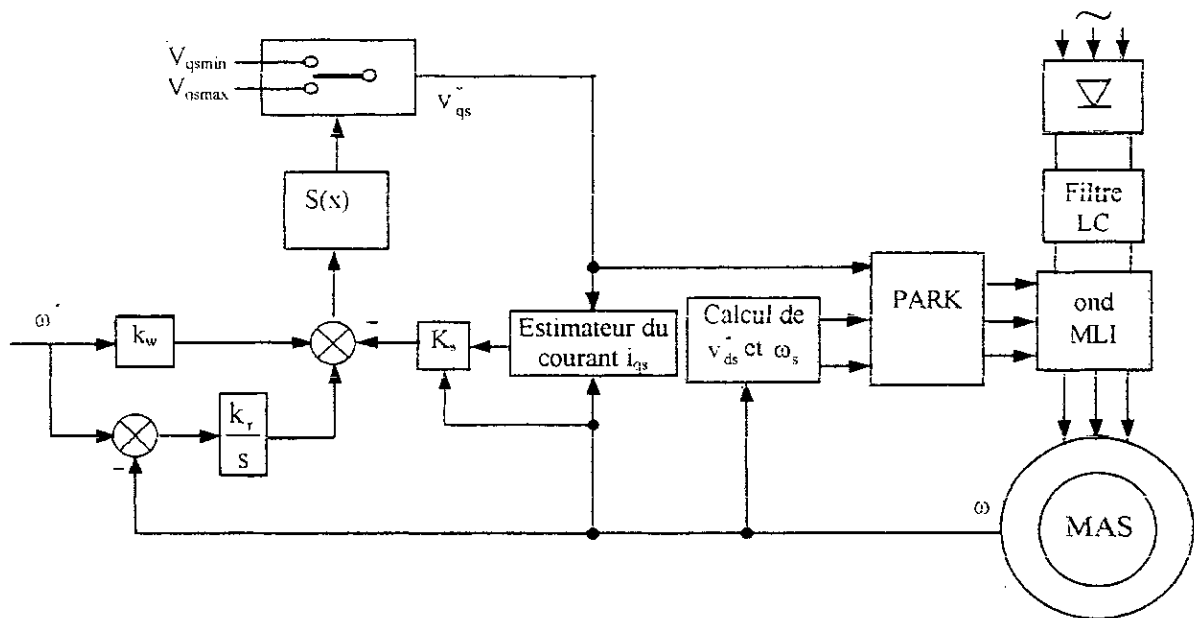 ~
V_qsmin
V_qsmax
v*_qs
S(x)
Filtre
LC
PARK
ond
MLI
ω*
k_w
K_s
Estimateur du
courant i_qs
Calcul de
v*_ds et ω_s
k_r
s
ω
MAS